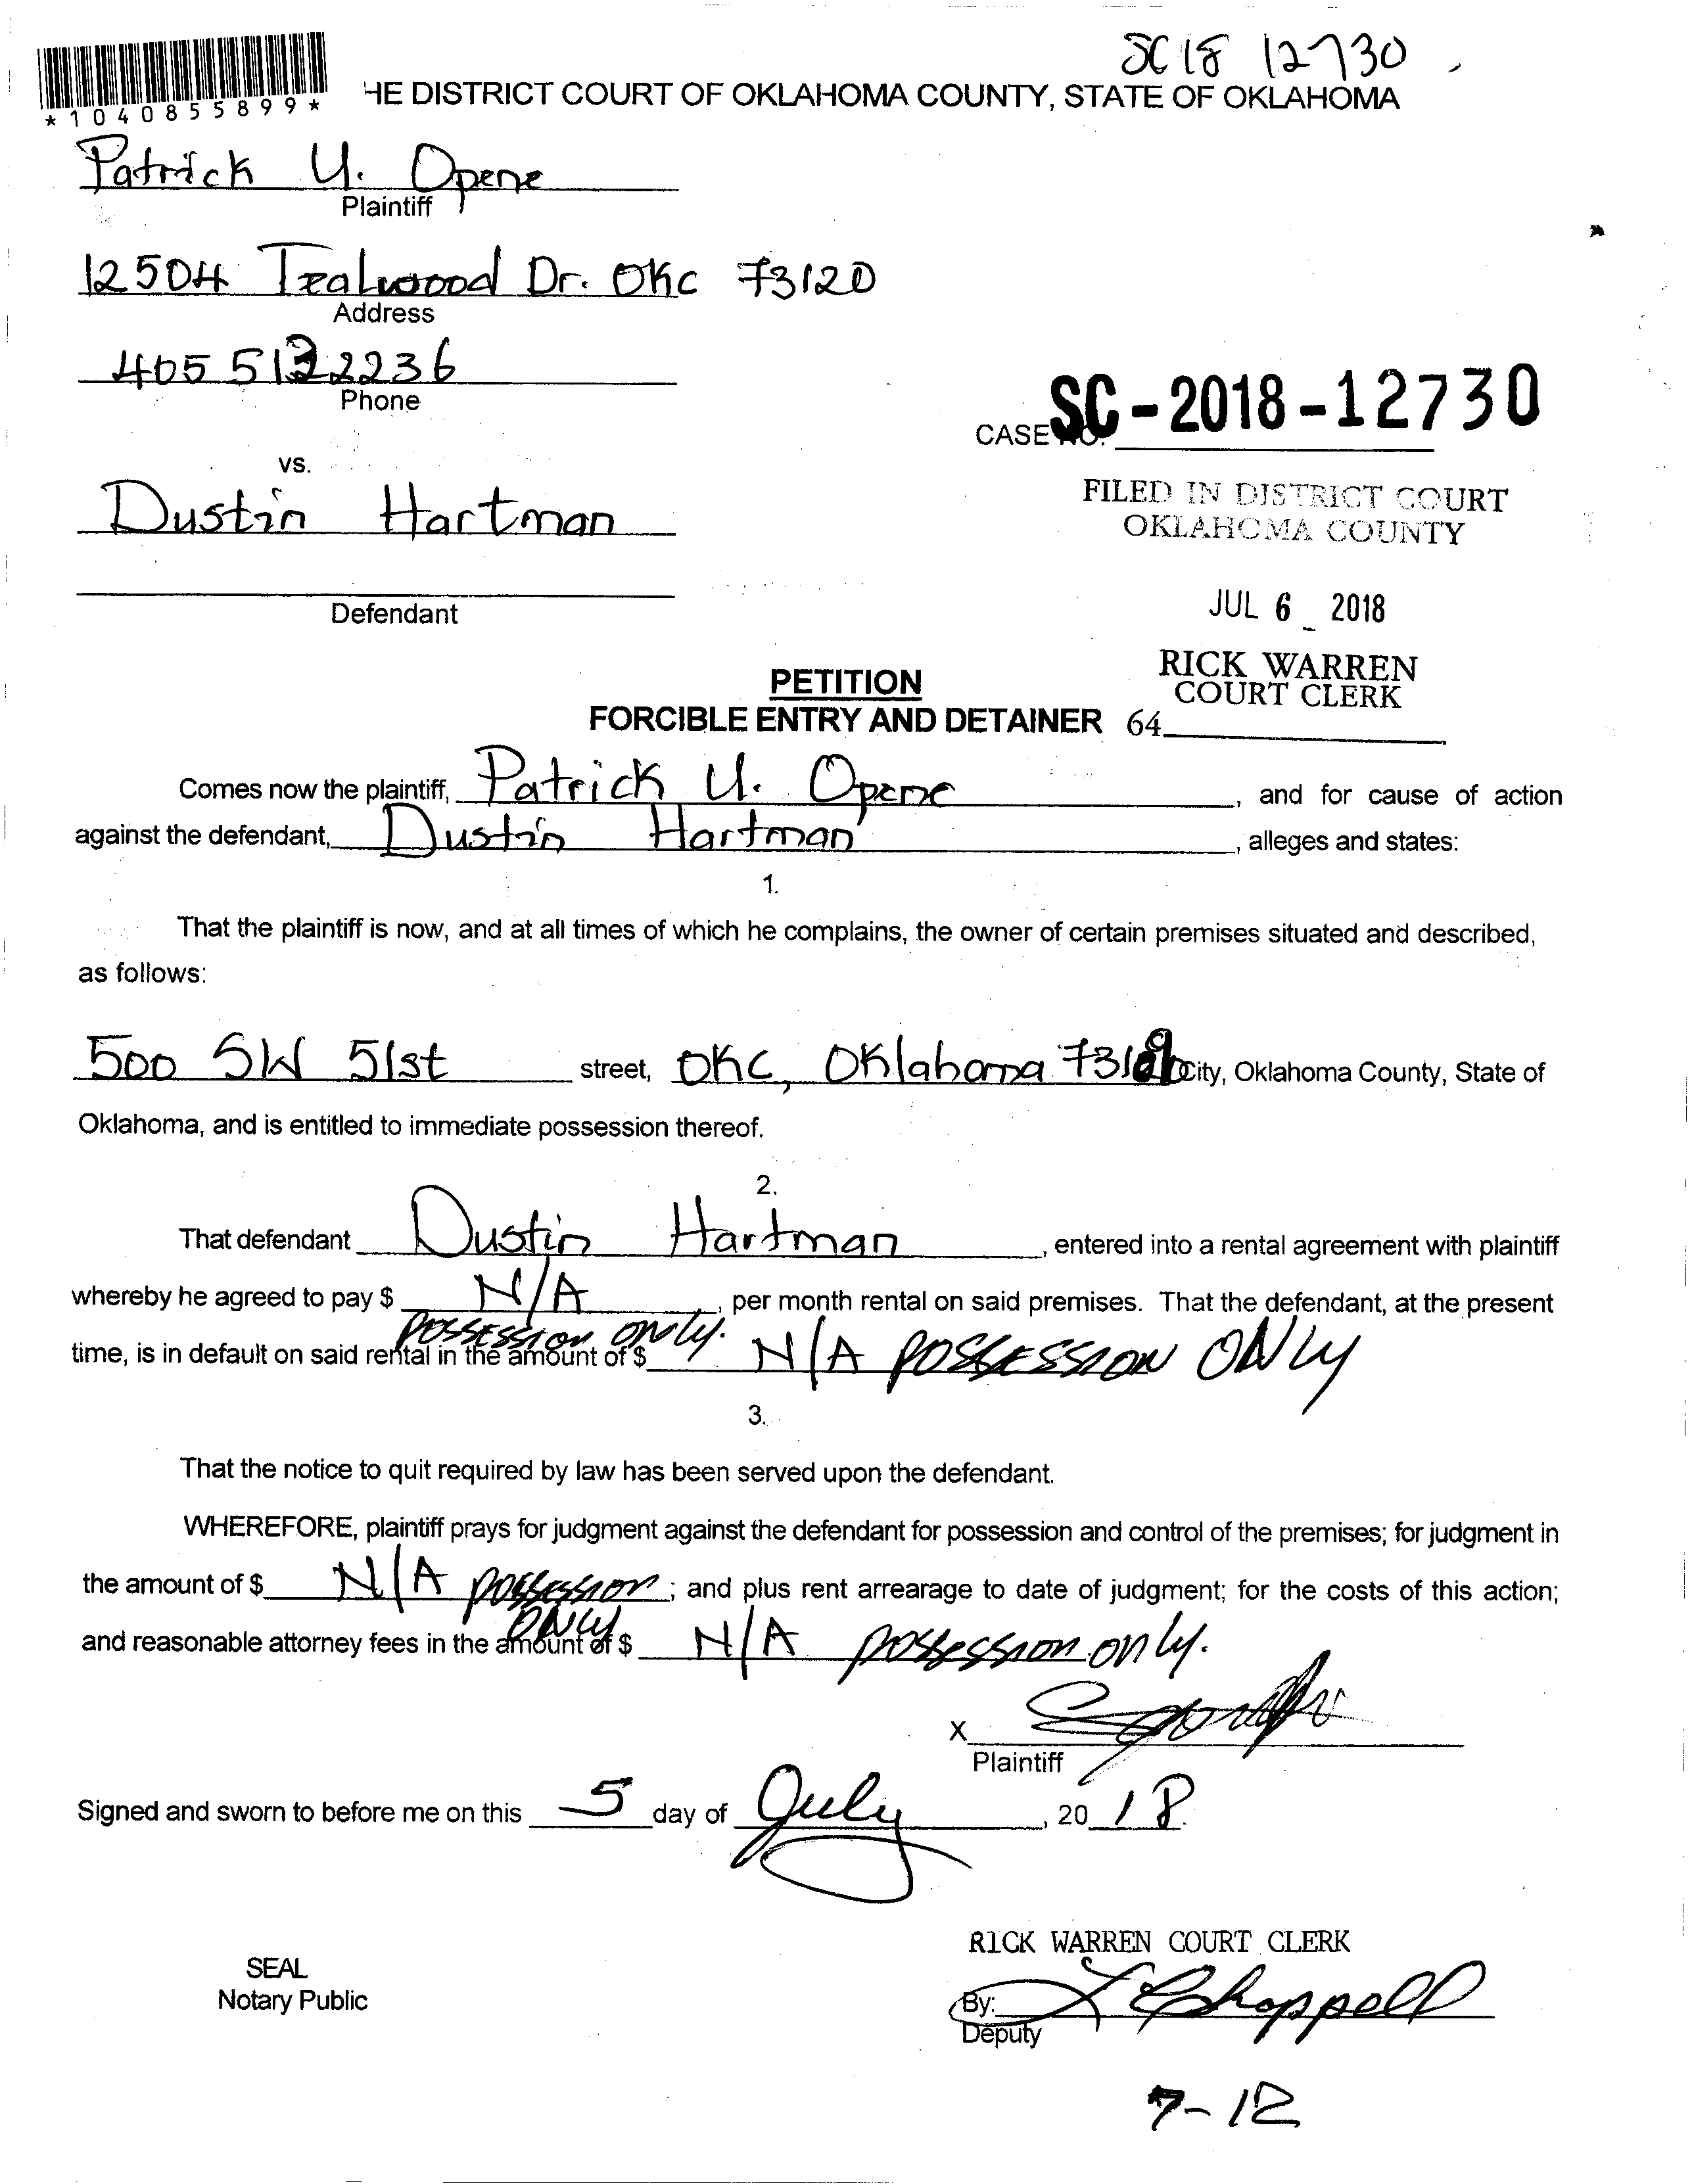 SC18 12730
*1040855899*
HE DISTRICT COURT OF OKLAHOMA COUNTY, STATE OF OKLAHOMA
Patrick U. Opene
Plaintiff
12504 Tealwood Dr. OKC 73120
Address
405 5132236
Phone
CASE NO. SC-2018-12730
vs.
Dustin Hartman
FILED IN DISTRICT COURT
OKLAHOMA COUNTY
Defendant
JUL 6 2018
RICK WARREN
COURT CLERK
PETITION
FORCIBLE ENTRY AND DETAINER 64
Comes now the plaintiff, Patrick U. Opene, and for cause of action
against the defendant, Dustin Hartman, alleges and states:
1.
That the plaintiff is now, and at all times of which he complains, the owner of certain premises situated and described,
as follows:
500 SW 51st street, OKC, Oklahoma City, Oklahoma County, State of
Oklahoma, and is entitled to immediate possession thereof.
2.
That defendant Dustin Hartman, entered into a rental agreement with plaintiff
whereby he agreed to pay $ N/A, per month rental on said premises. That the defendant, at the present
possession only.
time, is in default on said rental in the amount of $ N/A POSSESSION ONLY
3.
That the notice to quit required by law has been served upon the defendant.
WHEREFORE, plaintiff prays for judgment against the defendant for possession and control of the premises; for judgment in
the amount of $ N/A possession; and plus rent arrearage to date of judgment; for the costs of this action;
ONLY
and reasonable attorney fees in the amount of $ N/A possession only.
X
Plaintiff
Signed and sworn to before me on this 5 day of July, 20 18
RICK WARREN COURT CLERK
SEAL
Notary Public
By: Chappell
Deputy
7-12